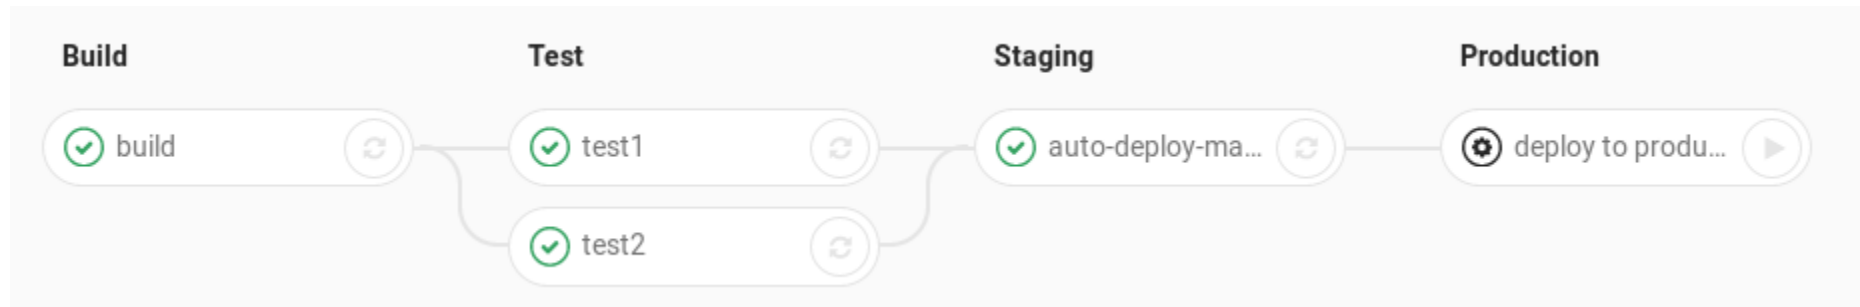 Build
Test
Staging
Production
build
test1
auto-deploy-ma...
deploy to produ...
test2